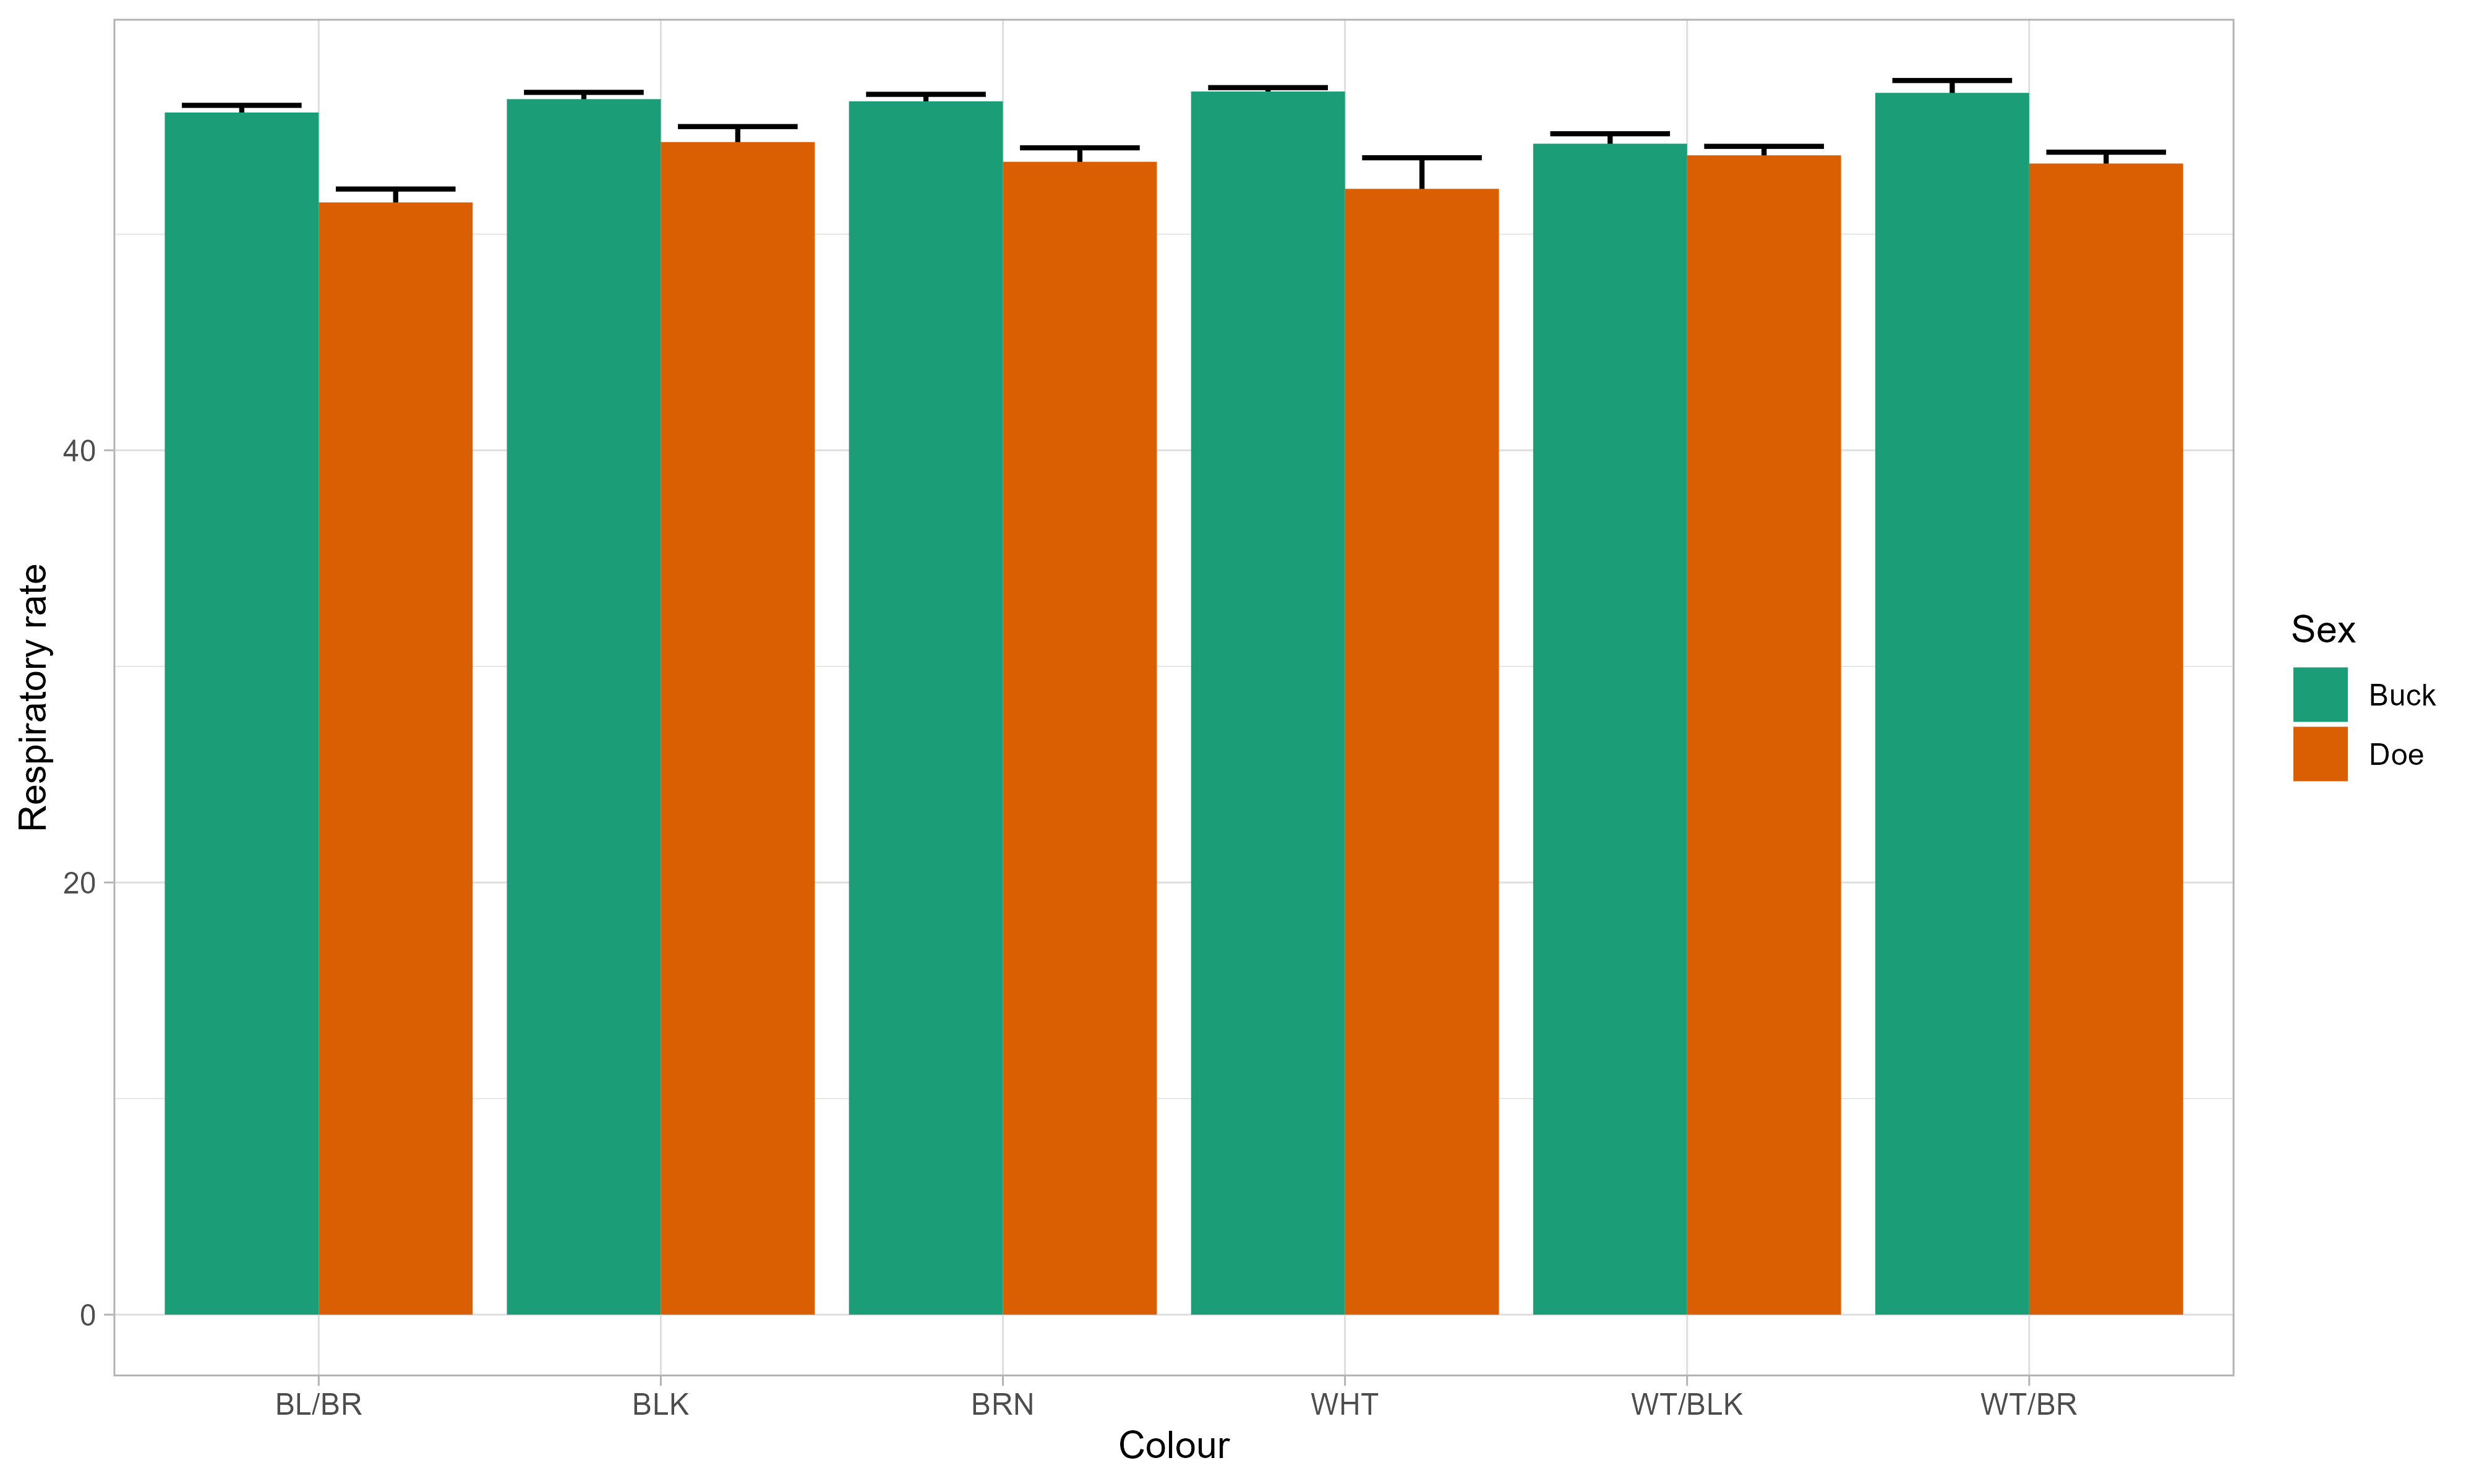 Respiratory rate
40
20
0
BL/BR BLK BRN WHT WT/BLK WT/BR
Colour
Sex
Buck
Doe